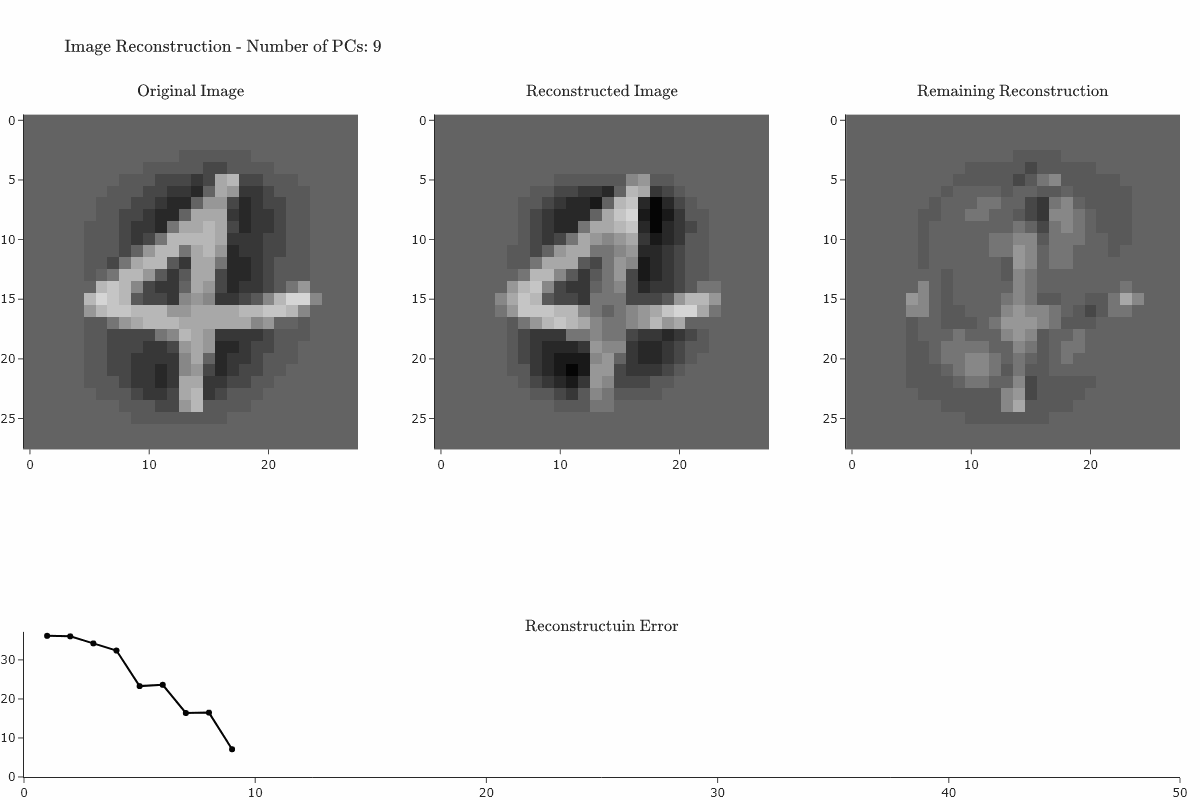 Image Reconstruction - Number of PCs: 9
Original Image
Reconstructed Image
Remaining Reconstruction
0
5
10
15
20
25
0 10 20
0
5
10
15
20
25
0 10 20
0
5
10
15
20
25
0 10 20
Reconstructuin Error
30
20
10
0
0 10 20 30 40 50